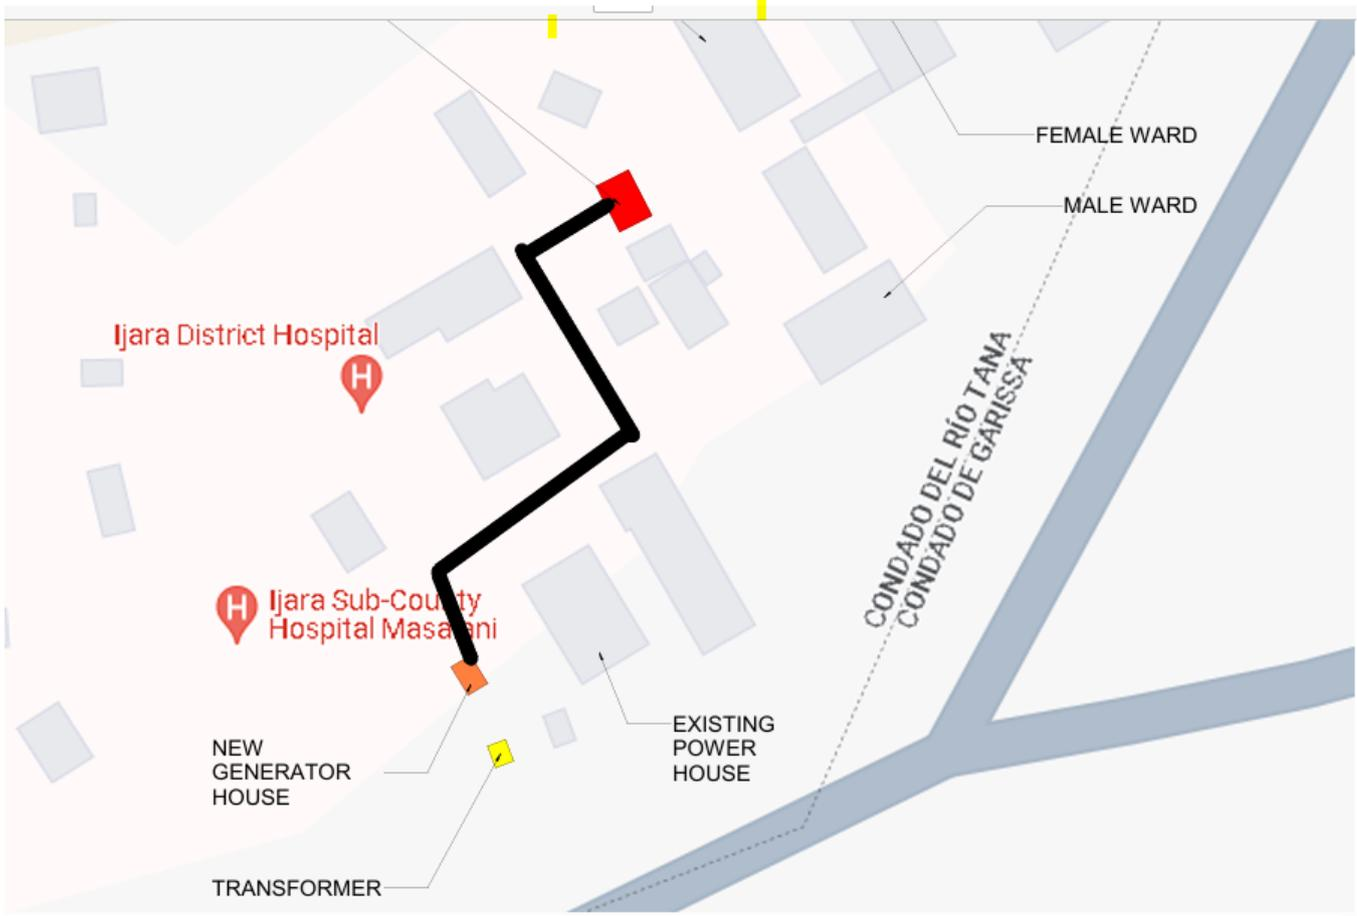 FEMALE WARD
MALE WARD
Ijara District Hospital
H
CONDADO DEL RÍO TANA
CONDADO DE GARISSA
H
Ijara Sub-County
Hospital Masalani
NEW
GENERATOR
HOUSE
EXISTING
POWER
HOUSE
TRANSFORMER